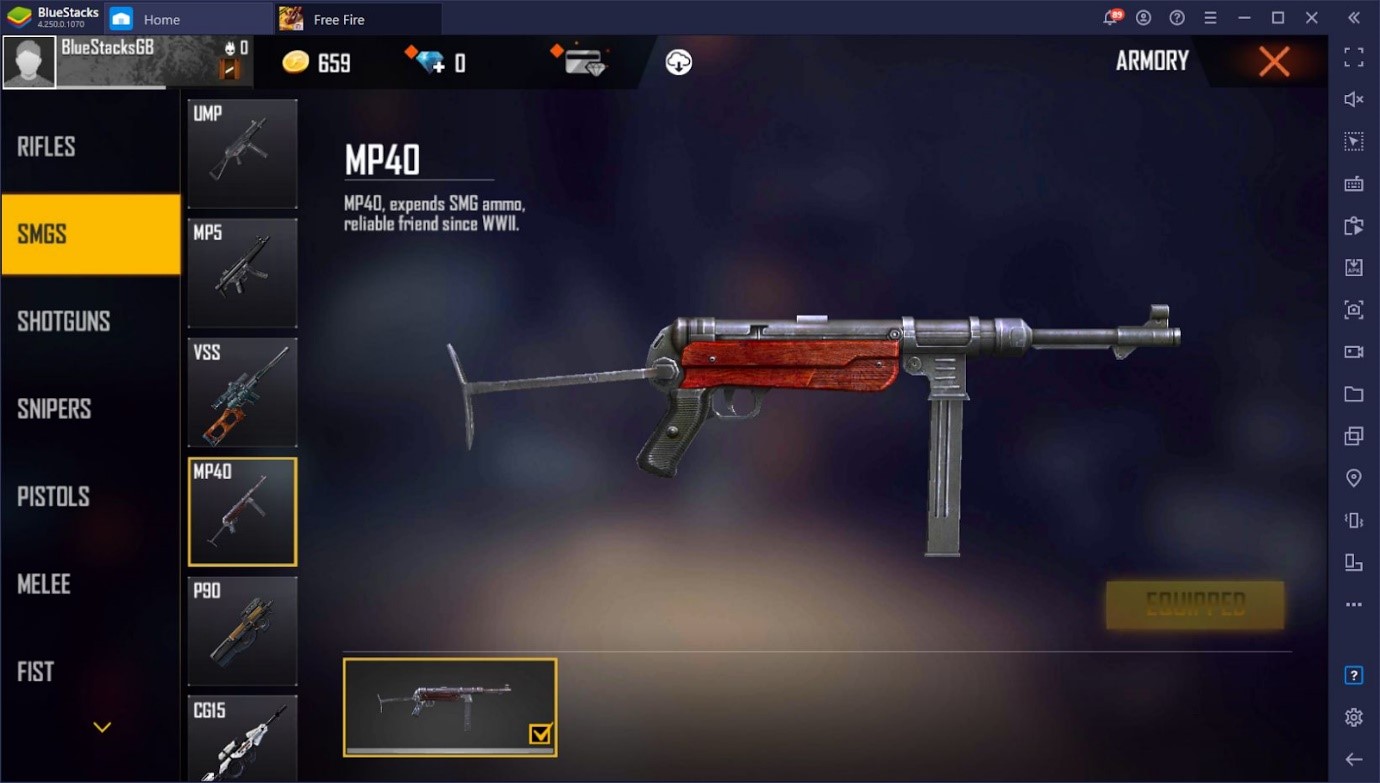 BlueStacks
4.250.0.1070
Home
Free Fire
89
BlueStacksGB
0
659
0
ARMORY
RIFLES
SMGS
SHOTGUNS
SNIPERS
PISTOLS
MELEE
FIST
UMP
MP5
VSS
MP40
P90
CG15
MP40
MP40, expends SMG ammo,
reliable friend since WWII.
EQUIPPED